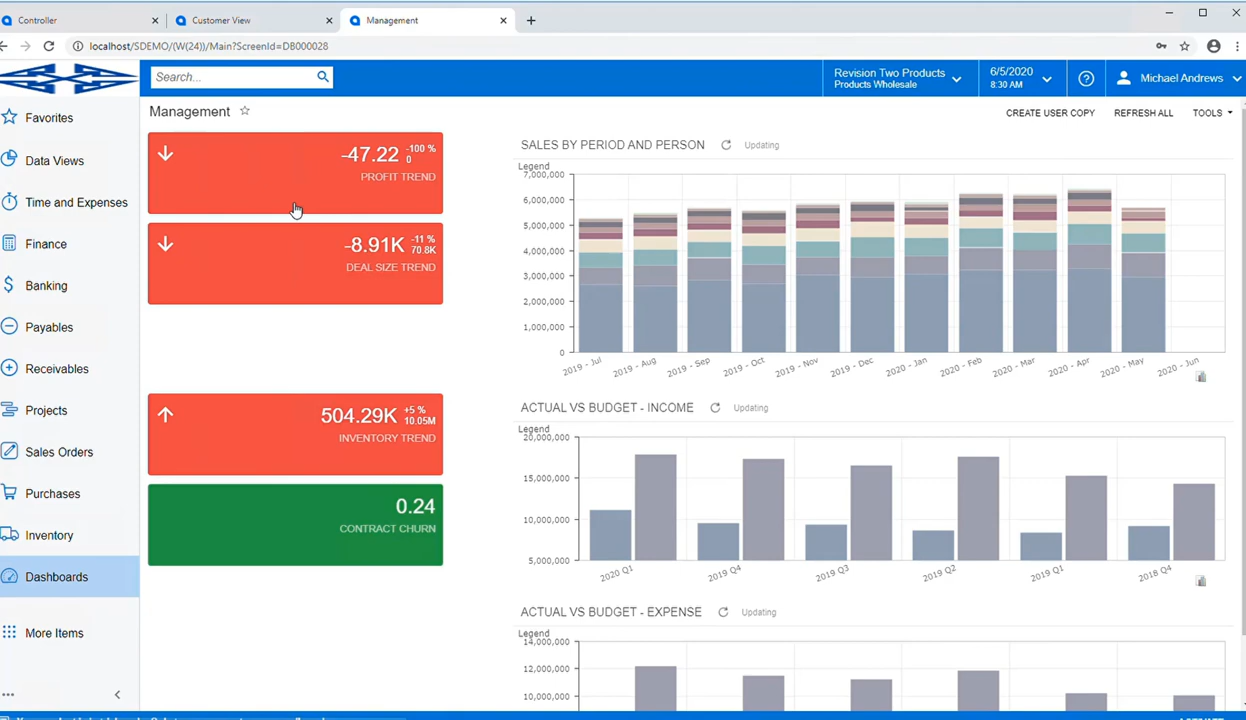 Controller
Customer View
Management
localhost/SDEMO/(W(24))/Main?ScreenId=DB000028
Search...
Revision Two Products
Products Wholesale
6/5/2020
8:30 AM
Michael Andrews
Favorites
Data Views
Time and Expenses
Finance
Banking
Payables
Receivables
Projects
Sales Orders
Purchases
Inventory
Dashboards
More Items
Management
CREATE USER COPY
REFRESH ALL
TOOLS
-47.22 -100 %
0
PROFIT TREND
-8.91K -11 %
70.8K
DEAL SIZE TREND
504.29K +5 %
10.05M
INVENTORY TREND
0.24
CONTRACT CHURN
SALES BY PERIOD AND PERSON Updating
Legend
7,000,000
6,000,000
5,000,000
4,000,000
3,000,000
2,000,000
1,000,000
0
2019 - Jul 2019 - Aug 2019 - Sep 2019 - Oct 2019 - Nov 2019 - Dec 2020 - Jan 2020 - Feb 2020 - Mar 2020 - Apr 2020 - May 2020 - Jun
ACTUAL VS BUDGET - INCOME Updating
Legend
20,000,000
15,000,000
10,000,000
5,000,000
2020 Q1 2019 Q4 2019 Q3 2019 Q2 2019 Q1 2018 Q4
ACTUAL VS BUDGET - EXPENSE Updating
Legend
14,000,000
12,000,000
10,000,000